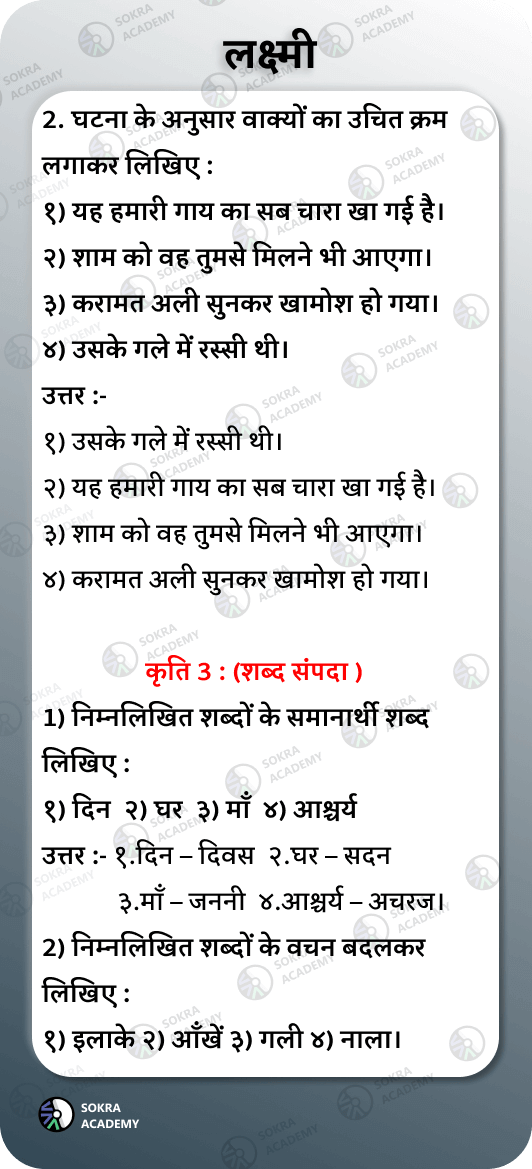 लक्ष्मी
2. घटना के अनुसार वाक्यों का उचित क्रम
लगाकर लिखिए :
१) यह हमारी गाय का सब चारा खा गई है।
२) शाम को वह तुमसे मिलने भी आएगा।
३) करामत अली सुनकर खामोश हो गया।
४) उसके गले में रस्सी थी।
उत्तर :-
१) उसके गले में रस्सी थी।
२) यह हमारी गाय का सब चारा खा गई है।
३) शाम को वह तुमसे मिलने भी आएगा।
४) करामत अली सुनकर खामोश हो गया।
कृति 3 : (शब्द संपदा )
1) निम्नलिखित शब्दों के समानार्थी शब्द
लिखिए :
१) दिन २) घर ३) माँ ४) आश्चर्य
उत्तर :- १.दिन – दिवस २.घर – सदन
३.माँ – जननी ४.आश्चर्य – अचरज।
2) निम्नलिखित शब्दों के वचन बदलकर
लिखिए :
१) इलाके २) आँखें ३) गली ४) नाला।
SOKRA
ACADEMY